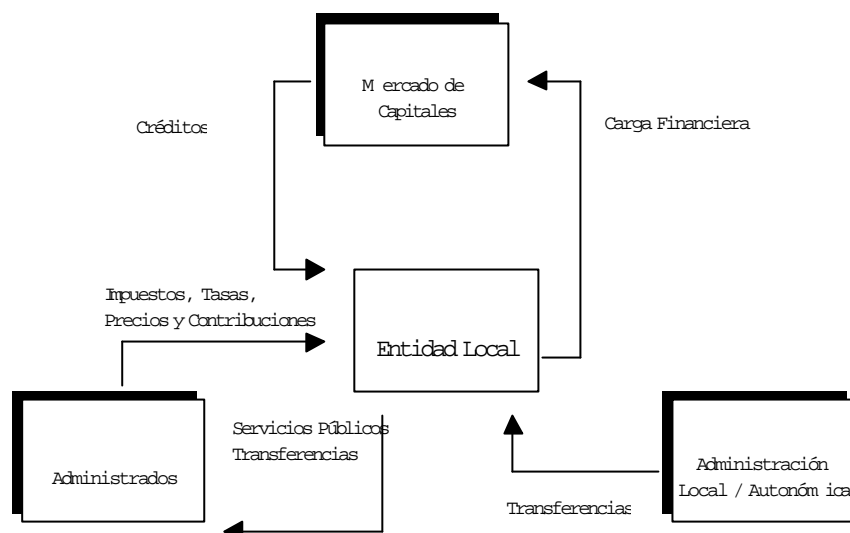 Mercado de
Capitales
Créditos
Carga Financiera
Impuestos, Tasas,
Precios y Contribuciones
Entidad Local
Servicios Públicos
Transferencias
Administrados
Administración
Local / Autonómica
Transferencias